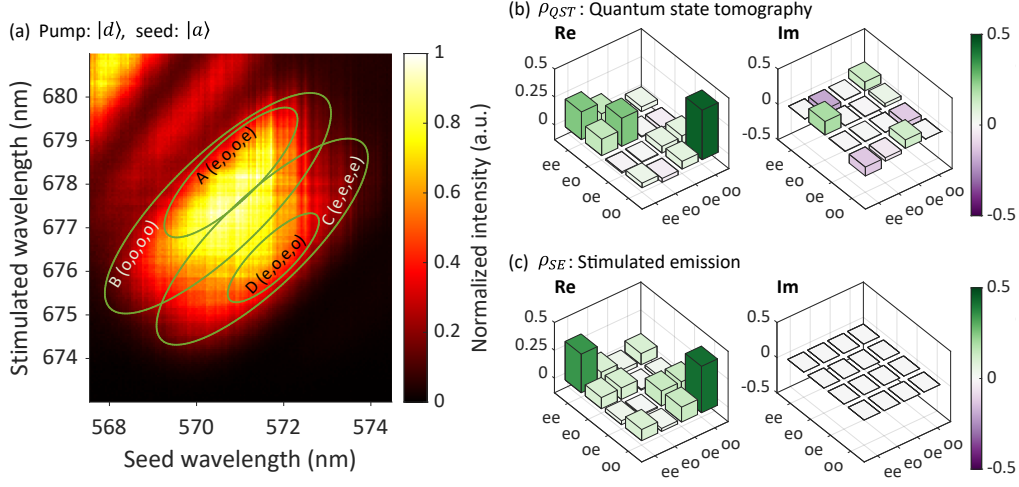 (a) Pump: |d⟩, seed: |a⟩
Stimulated wavelength (nm)
680
679
678
677
676
675
674
568
570
572
574
Seed wavelength (nm)
A (e,o,o,e)
B (o,o,o,o)
C (e,e,e,e)
D (e,o,e,o)
1
0.8
0.6
0.4
0.2
0
Normalized intensity (a.u.)
(b) ρQST: Quantum state tomography
Re
0.5
0.25
0
ee
eo
oe
oo
ee
eo
oe
oo
Im
0.5
0
-0.5
ee
eo
oe
oo
ee
eo
oe
oo
0.5
0
-0.5
(c) ρSE: Stimulated emission
Re
0.5
0.25
0
ee
eo
oe
oo
ee
eo
oe
oo
Im
0.5
0
-0.5
ee
eo
oe
oo
ee
eo
oe
oo
0.5
0
-0.5